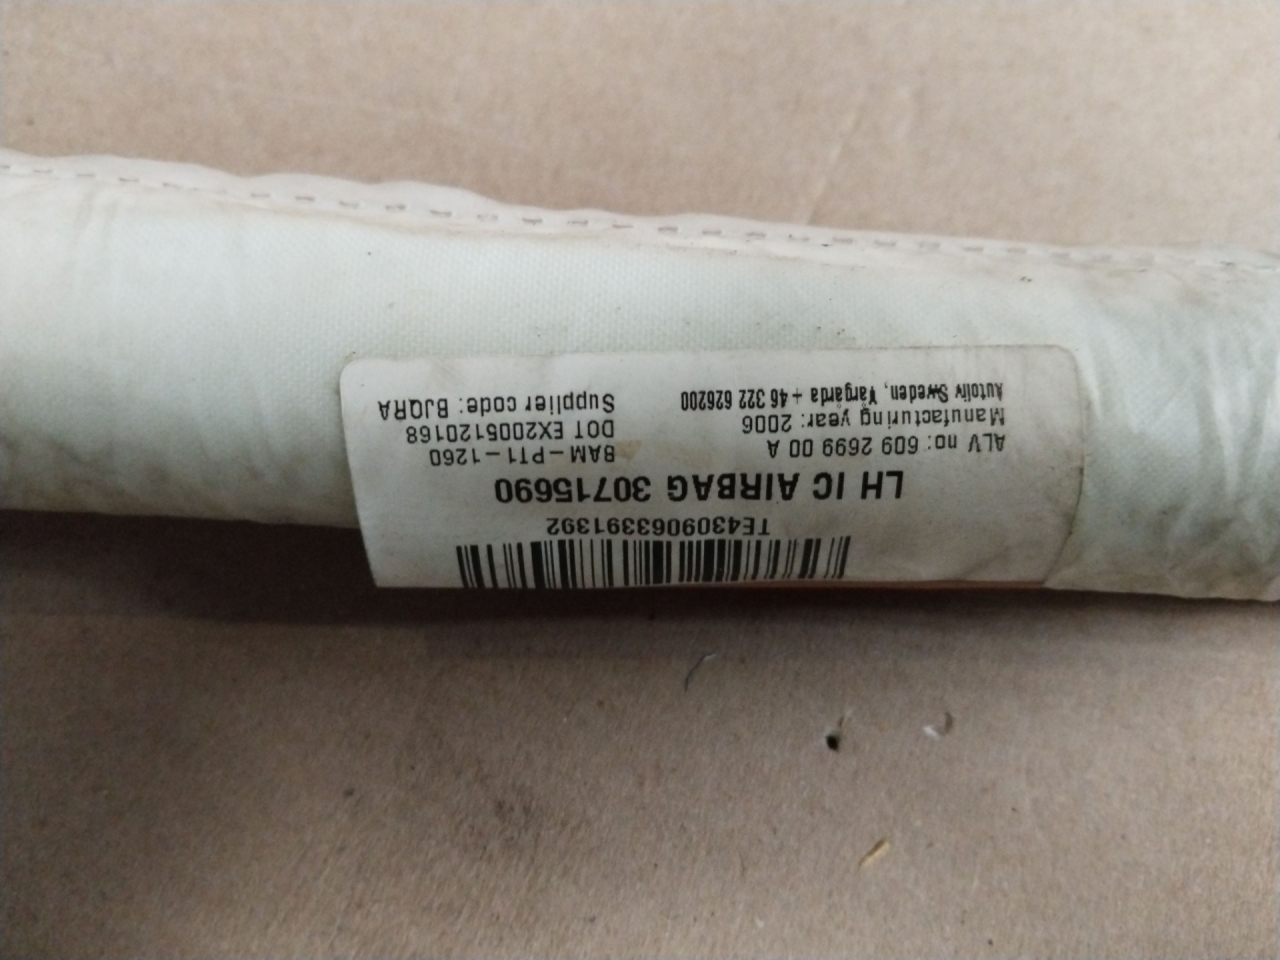 TE4309063391392
LH IC AIRBAG 30715690
ALV no: 609 2699 00 A
BAM-PT1-1260
Manufacturing year: 2006
DOT EX2005120168
Autoliv Sweden, Vårgårda +46 322 626200
Supplier code: BJQRA